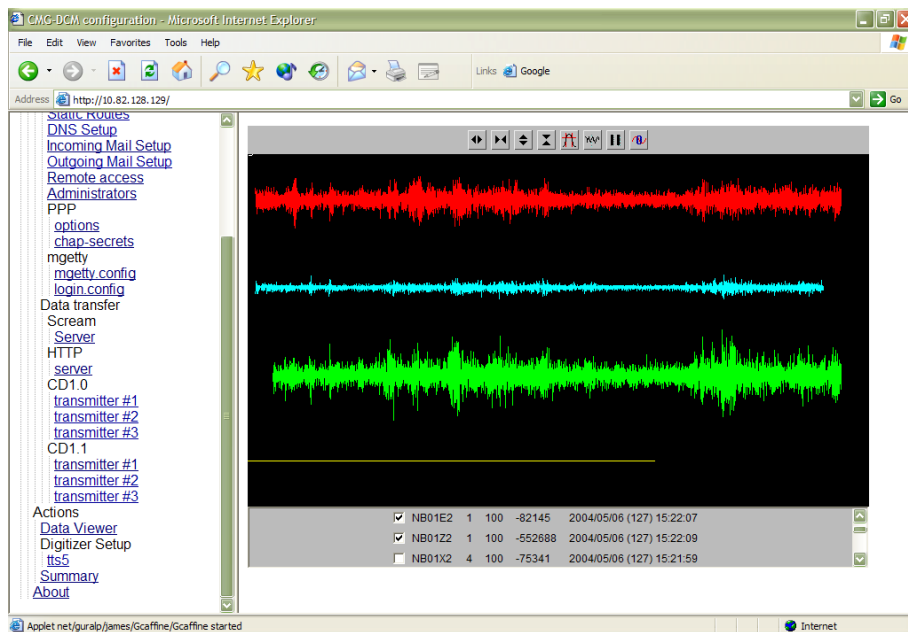 CMG-DCM configuration - Microsoft Internet Explorer
File Edit View Favorites Tools Help
Links Google
Address http://10.82.128.129/ Go
Static Routes
DNS Setup
Incoming Mail Setup
Outgoing Mail Setup
Remote access
Administrators
PPP
options
chap-secrets
mgetty
mgetty.config
login.config
Data transfer
Scream
Server
HTTP
server
CD1.0
transmitter #1
transmitter #2
transmitter #3
CD1.1
transmitter #1
transmitter #2
transmitter #3
Actions
Data Viewer
Digitizer Setup
tts5
Summary
About
NB01E2 1 100 -82145 2004/05/06 (127) 15:22:07
NB01Z2 1 100 -552688 2004/05/06 (127) 15:22:09
NB01X2 4 100 -75341 2004/05/06 (127) 15:21:59
Applet net/guralp/james/Gcaffine/Gcaffine started Internet